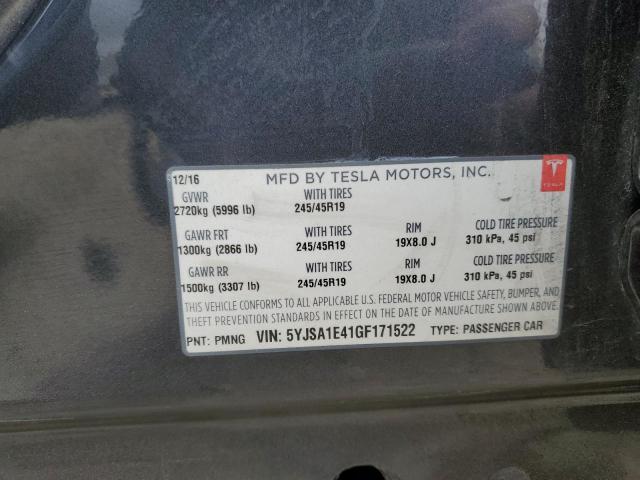 12/16 MFD BY TESLA MOTORS, INC.
TESLA
GVWR WITH TIRES
2720kg (5996 lb) 245/45R19
GAWR FRT WITH TIRES RIM COLD TIRE PRESSURE
1300kg (2866 lb) 245/45R19 19X8.0 J 310 kPa, 45 psi
GAWR RR WITH TIRES RIM COLD TIRE PRESSURE
1500kg (3307 lb) 245/45R19 19X8.0 J 310 kPa, 45 psi
THIS VEHICLE CONFORMS TO ALL APPLICABLE U.S. FEDERAL MOTOR VEHICLE SAFETY, BUMPER, AND
THEFT PREVENTION STANDARDS IN EFFECT ON THE DATE OF MANUFACTURE SHOWN ABOVE.
PNT: PMNG VIN: 5YJSA1E41GF171522 TYPE: PASSENGER CAR